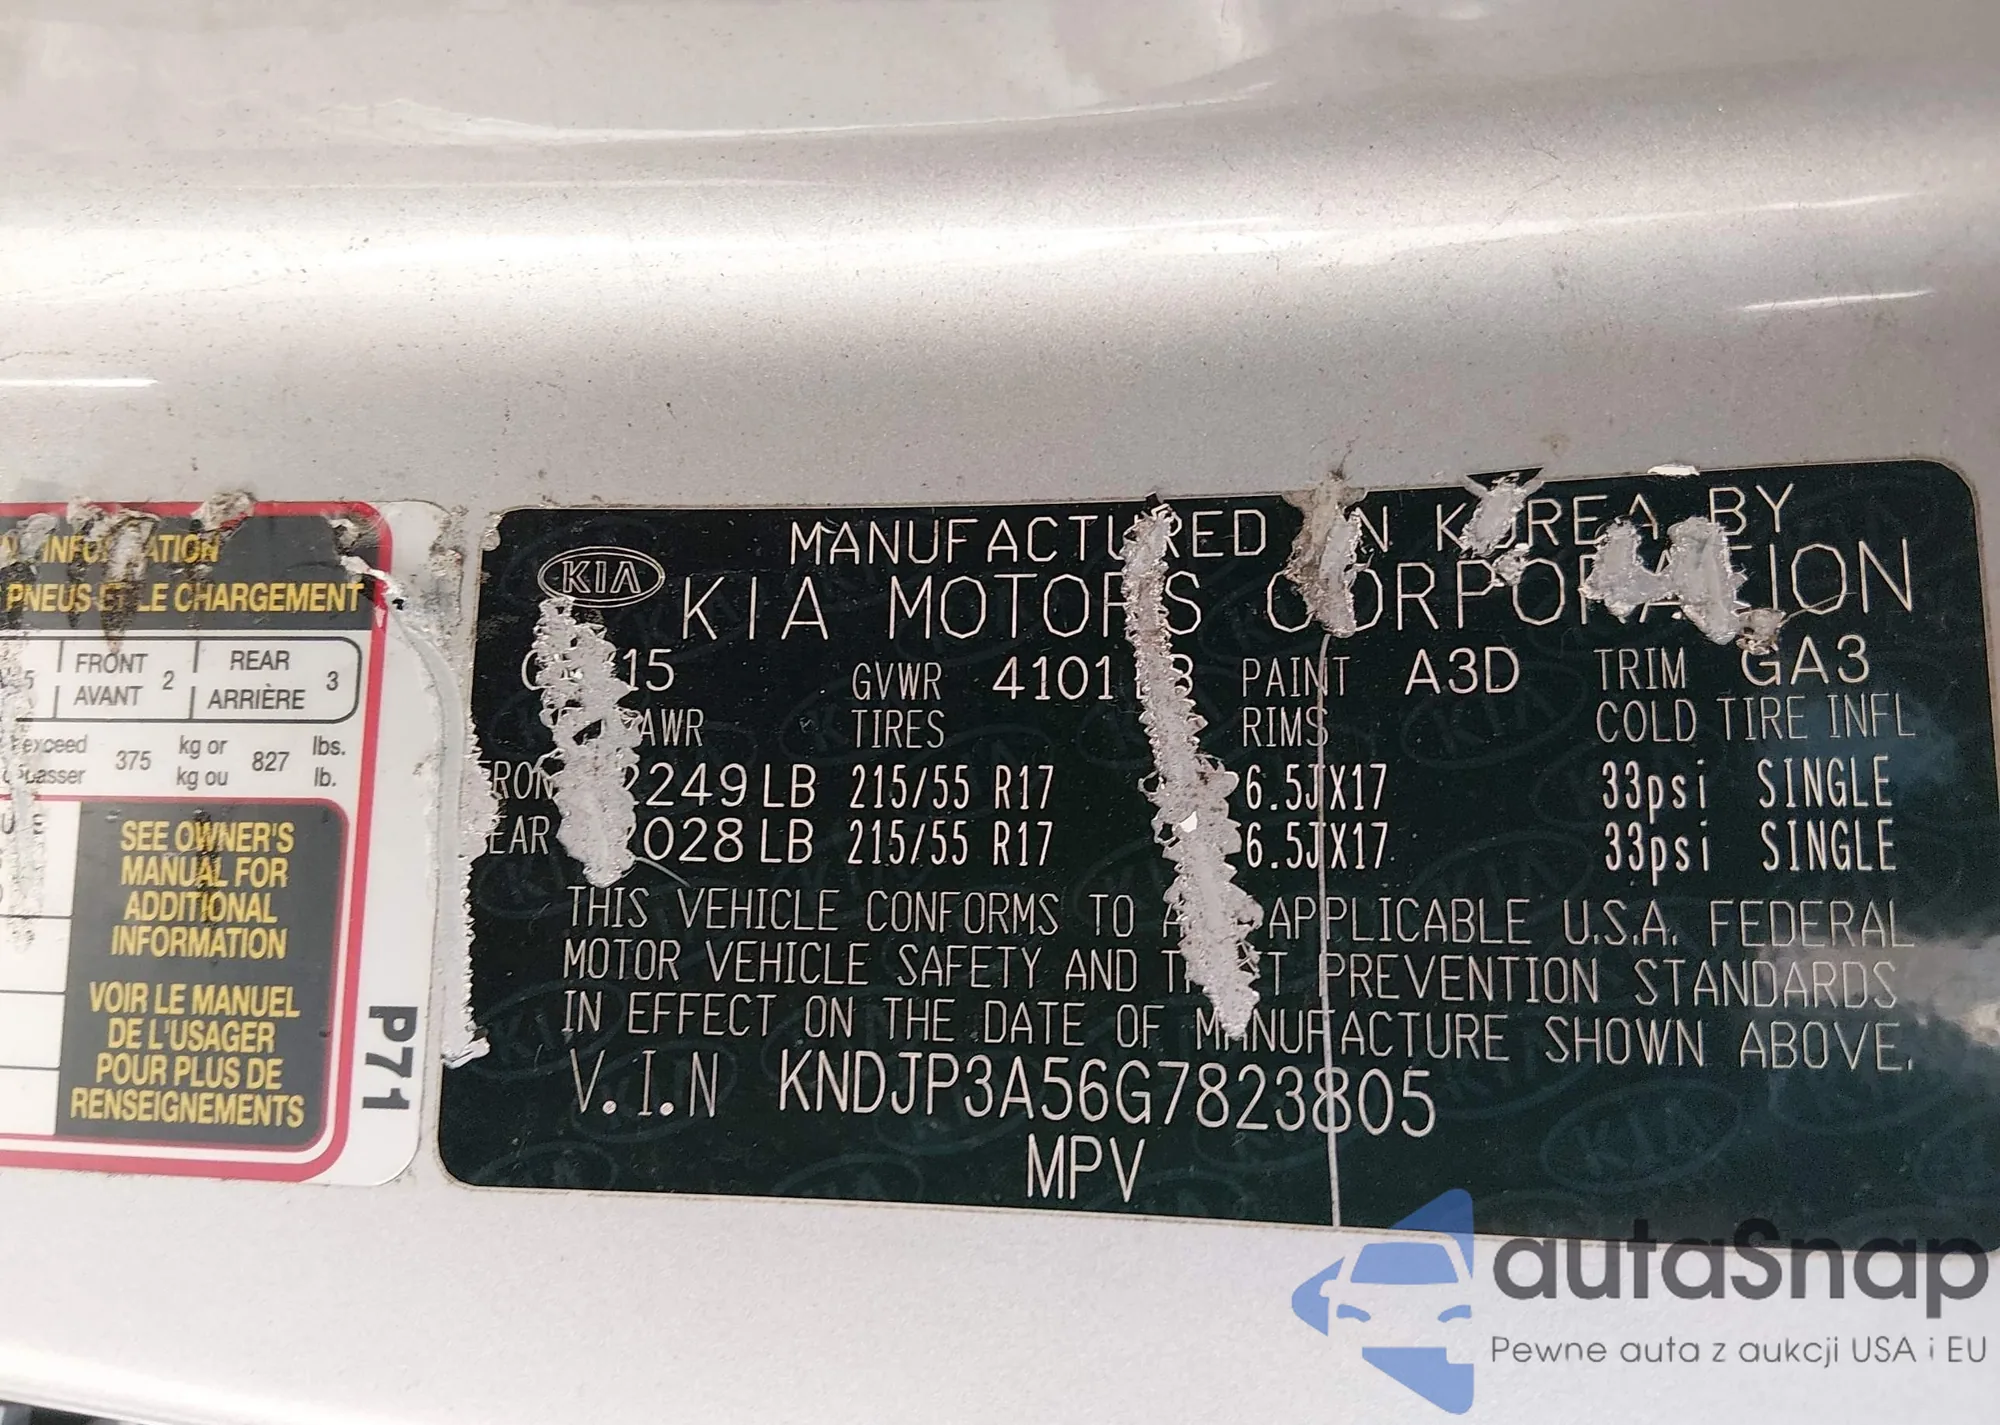 INFORMATION
PNEUS ET LE CHARGEMENT
FRONT 2 REAR 3
AVANT ARRIÈRE
exceed 375 kg or 827 lbs.
kg ou lb.
SEE OWNER'S
MANUAL FOR
ADDITIONAL
INFORMATION
VOIR LE MANUEL
DE L'USAGER
POUR PLUS DE
RENSEIGNEMENTS
P71
MANUFACTURED IN KOREA BY
KIA
KIA MOTORS CORPORATION
15 GVWR 4101 LB PAINT A3D TRIM GA3
TIRES RIMS COLD TIRE INFL
2249 LB 215/55 R17 6.5JX17 33psi SINGLE
2028 LB 215/55 R17 6.5JX17 33psi SINGLE
THIS VEHICLE CONFORMS TO APPLICABLE U.S.A. FEDERAL
MOTOR VEHICLE SAFETY AND THEFT PREVENTION STANDARDS
IN EFFECT ON THE DATE OF MANUFACTURE SHOWN ABOVE.
V.I.N KNDJP3A56G7823805
MPV
autaSnap
Pewne auta z aukcji USA i EU